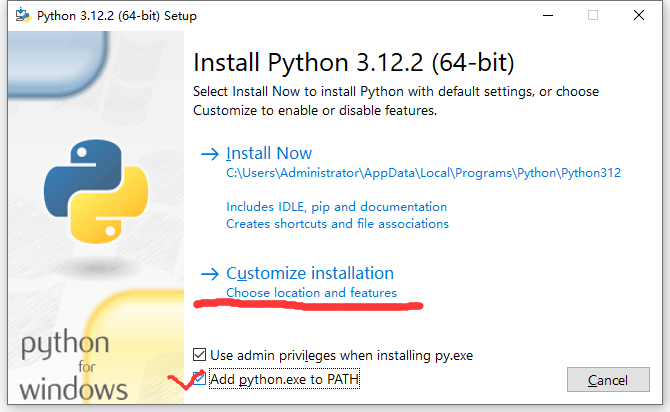 Python 3.12.2 (64-bit) Setup
Install Python 3.12.2 (64-bit)
Select Install Now to install Python with default settings, or choose
Customize to enable or disable features.
Install Now
C:\Users\Administrator\AppData\Local\Programs\Python\Python312
Includes IDLE, pip and documentation
Creates shortcuts and file associations
Customize installation
Choose location and features
python
for
windows
Use admin privileges when installing py.exe
Add python.exe to PATH
Cancel